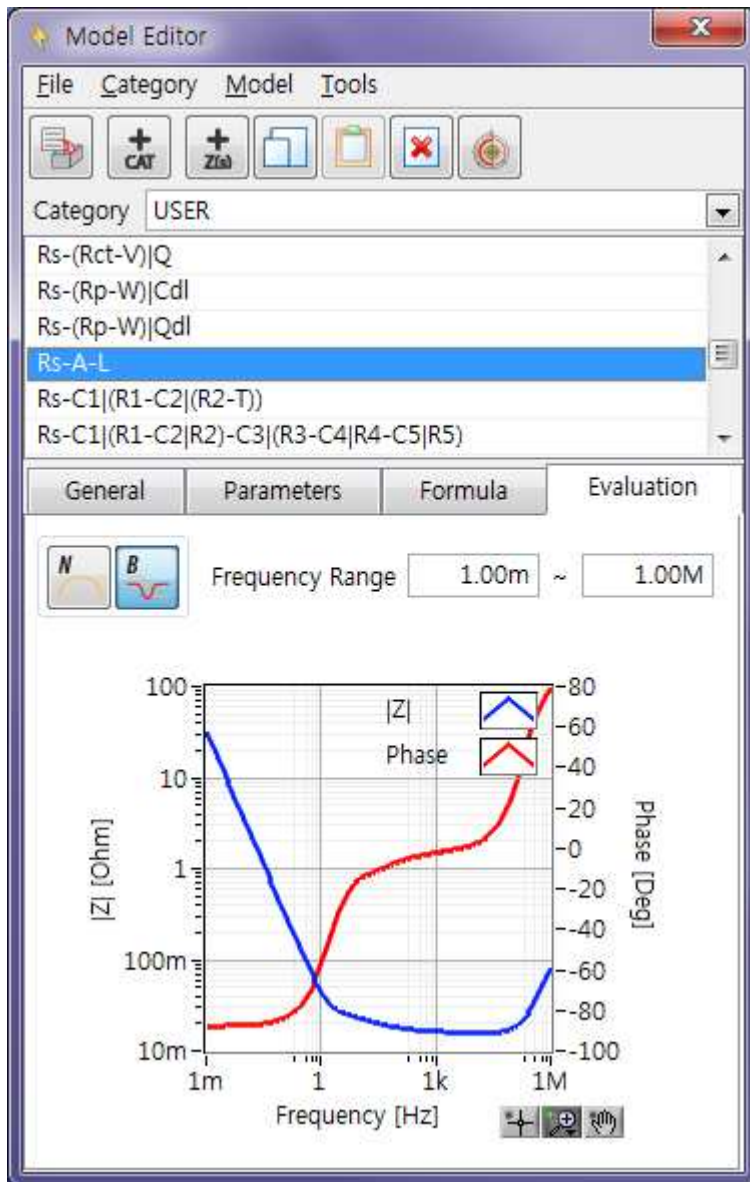 Model Editor
File Category Model Tools
+ CAT + Z(s)
Category USER
Rs-(Rct-V)|Q
Rs-(Rp-W)|Cdl
Rs-(Rp-W)|Qdl
Rs-A-L
Rs-C1|(R1-C2|(R2-T))
Rs-C1|(R1-C2|R2)-C3|(R3-C4|R4-C5|R5)
General Parameters Formula Evaluation
N B Frequency Range 1.00m ~ 1.00M
|Z|
Phase
|Z| [Ohm]
100
10
1
100m
10m
80
60
40
20
0
-20
-40
-60
-80
-100
Phase [Deg]
1m 1 1k 1M
Frequency [Hz]